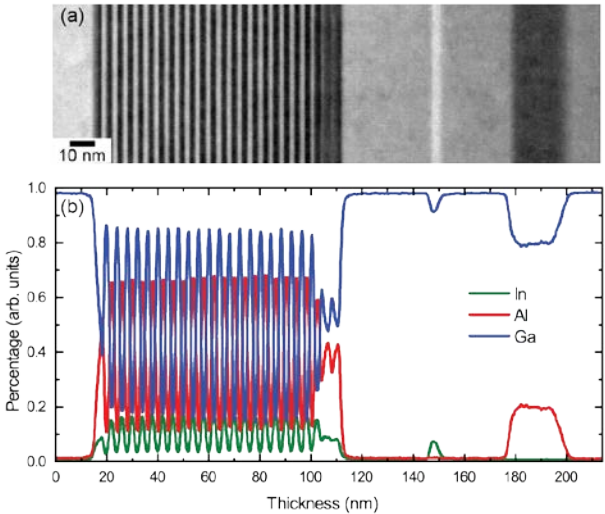 (a)
10 nm
(b)
1.0
0.8
0.6
0.4
0.2
0.0
Percentage (arb. units)
In
Al
Ga
0 20 40 60 80 100 120 140 160 180 200
Thickness (nm)